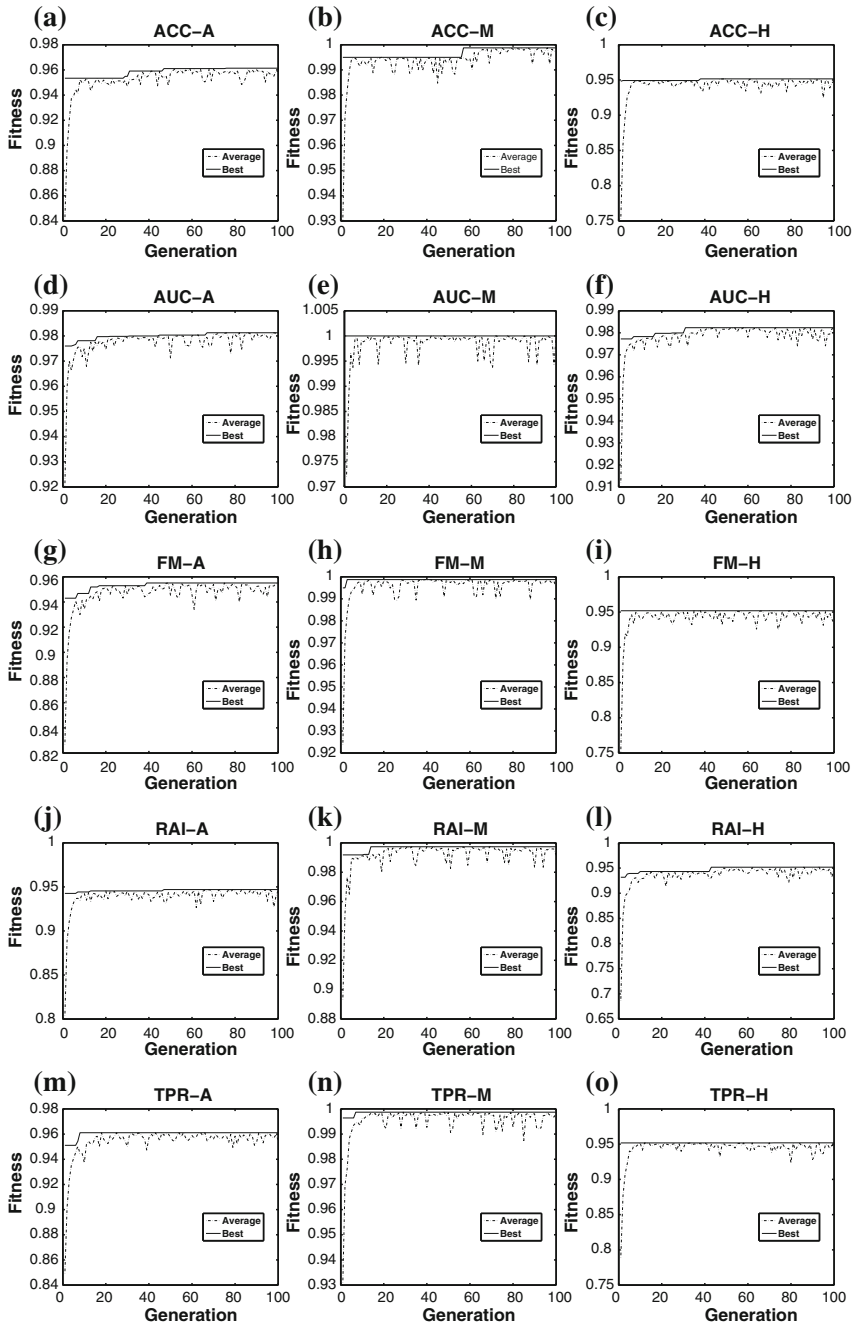 (a) ACC–A
0.98
0.96
0.94
0.92
0.9
0.88
0.86
0.84
Fitness
Average
Best
0 20 40 60 80 100
Generation
(b) ACC–M
1
0.99
0.98
0.97
0.96
0.95
0.94
0.93
Fitness
Average
Best
0 20 40 60 80 100
Generation
(c) ACC–H
1
0.95
0.9
0.85
0.8
0.75
Fitness
Average
Best
0 20 40 60 80 100
Generation
(d) AUC–A
0.99
0.98
0.97
0.96
0.95
0.94
0.93
0.92
Fitness
Average
Best
0 20 40 60 80 100
Generation
(e) AUC–M
1.005
1
0.995
0.99
0.985
0.98
0.975
0.97
Fitness
Average
Best
0 20 40 60 80 100
Generation
(f) AUC–H
0.99
0.98
0.97
0.96
0.95
0.94
0.93
0.92
0.91
Fitness
Average
Best
0 20 40 60 80 100
Generation
(g) FM–A
0.96
0.94
0.92
0.9
0.88
0.86
0.84
0.82
Fitness
Average
Best
0 20 40 60 80 100
Generation
(h) FM–M
1
0.99
0.98
0.97
0.96
0.95
0.94
0.93
0.92
Fitness
Average
Best
0 20 40 60 80 100
Generation
(i) FM–H
1
0.95
0.9
0.85
0.8
0.75
Fitness
Average
Best
0 20 40 60 80 100
Generation
(j) RAI–A
1
0.95
0.9
0.85
0.8
Fitness
Average
Best
0 20 40 60 80 100
Generation
(k) RAI–M
1
0.98
0.96
0.94
0.92
0.9
0.88
Fitness
Average
Best
0 20 40 60 80 100
Generation
(l) RAI–H
1
0.95
0.9
0.85
0.8
0.75
0.7
0.65
Fitness
Average
Best
0 20 40 60 80 100
Generation
(m) TPR–A
0.98
0.96
0.94
0.92
0.9
0.88
0.86
0.84
Fitness
Average
Best
0 20 40 60 80 100
Generation
(n) TPR–M
1
0.99
0.98
0.97
0.96
0.95
0.94
0.93
Fitness
Average
Best
0 20 40 60 80 100
Generation
(o) TPR–H
1
0.95
0.9
0.85
0.8
0.75
Fitness
Average
Best
0 20 40 60 80 100
Generation